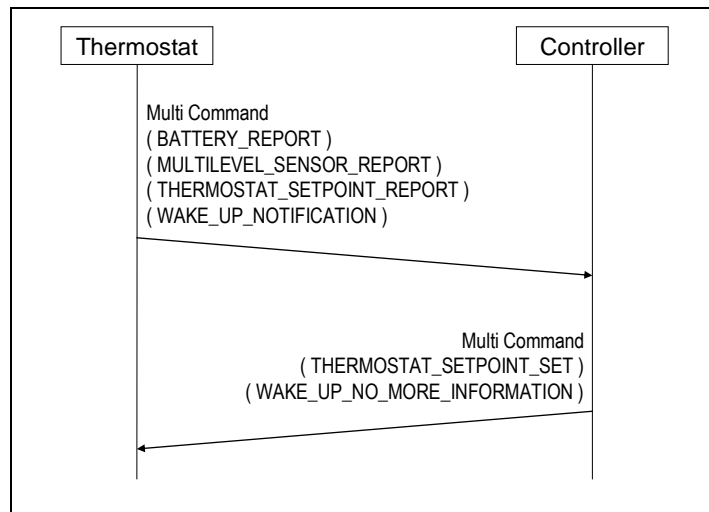 Thermostat
Controller
Multi Command
( BATTERY_REPORT )
( MULTILEVEL_SENSOR_REPORT )
( THERMOSTAT_SETPOINT_REPORT )
( WAKE_UP_NOTIFICATION )
Multi Command
( THERMOSTAT_SETPOINT_SET )
( WAKE_UP_NO_MORE_INFORMATION )